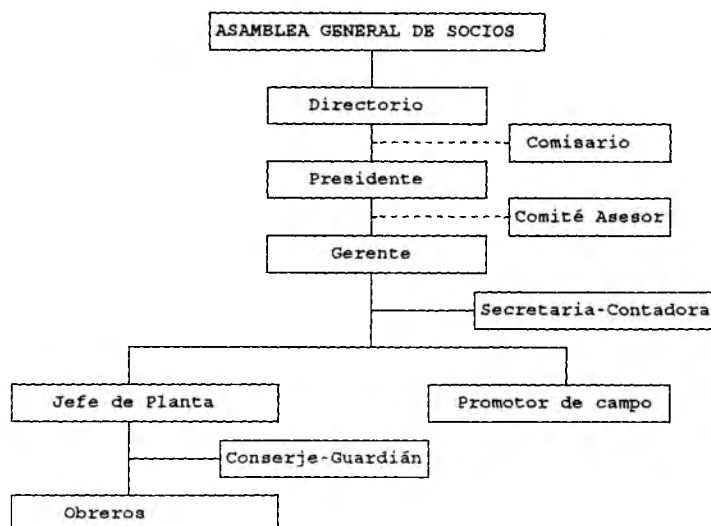 ASAMBLEA GENERAL DE SOCIOS
Directorio
Comisario
Presidente
Comité Asesor
Gerente
Secretaria-Contadora
Jefe de Planta
Promotor de campo
Conserje-Guardián
Obreros